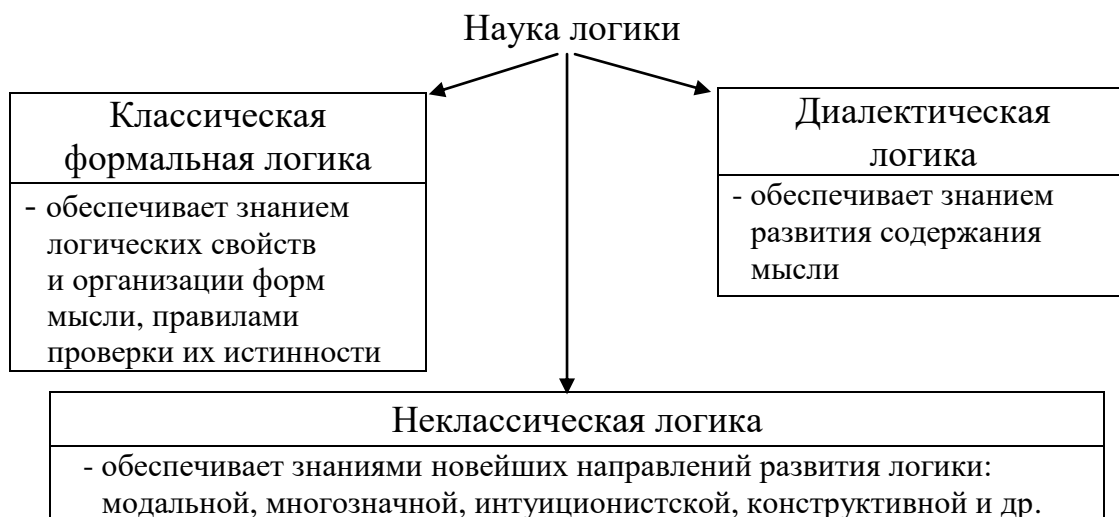 Наука логики
Классическая
формальная логика
- обеспечивает знанием
логических свойств
и организации форм
мысли, правилами
проверки их истинности
Диалектическая
логика
- обеспечивает знанием
развития содержания
мысли
Неклассическая логика
- обеспечивает знаниями новейших направлений развития логики:
модальной, многозначной, интуиционистской, конструктивной и др.